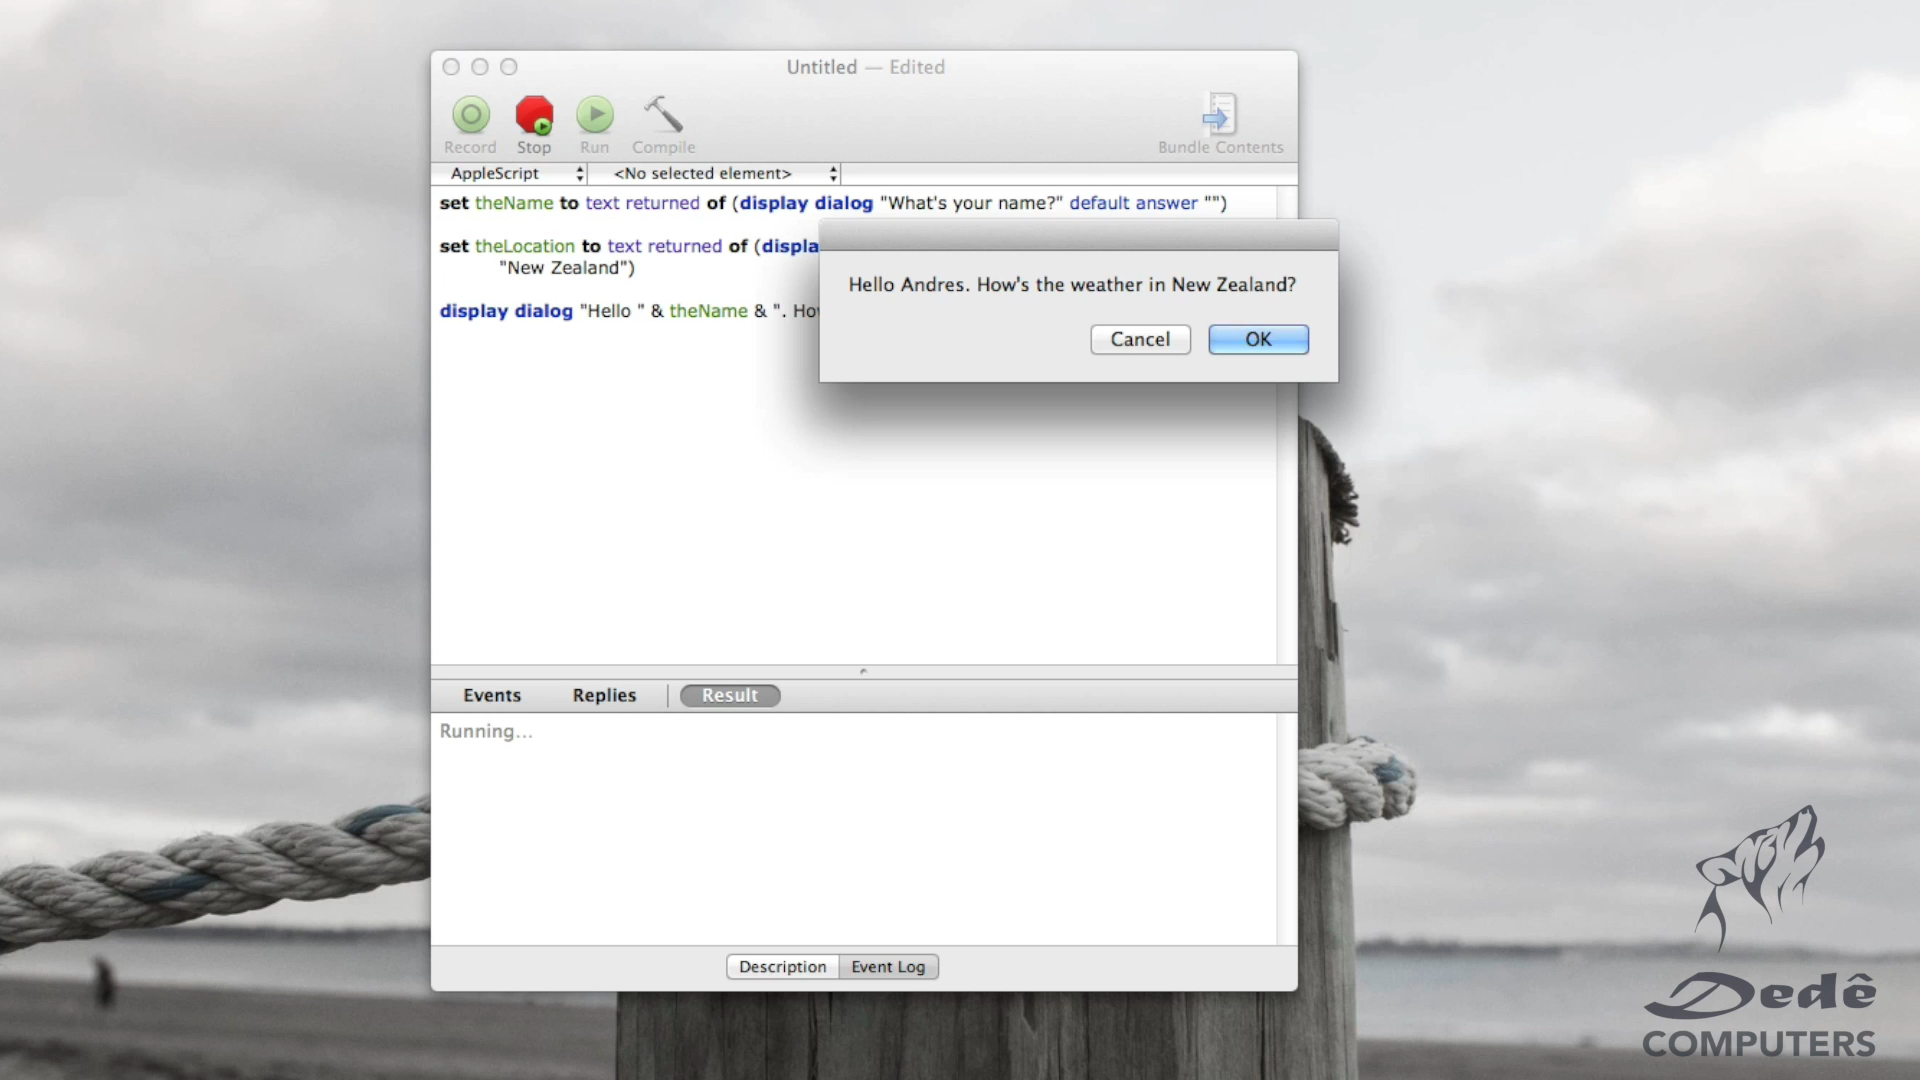 Untitled — Edited
Record Stop Run Compile Bundle Contents
AppleScript <No selected element>
set theName to text returned of (display dialog "What's your name?" default answer "")
set theLocation to text returned of (displa
"New Zealand")
display dialog "Hello " & theName & ". Ho
Hello Andres. How's the weather in New Zealand?
Cancel OK
Events Replies Result
Running...
Description Event Log
Dedê
COMPUTERS